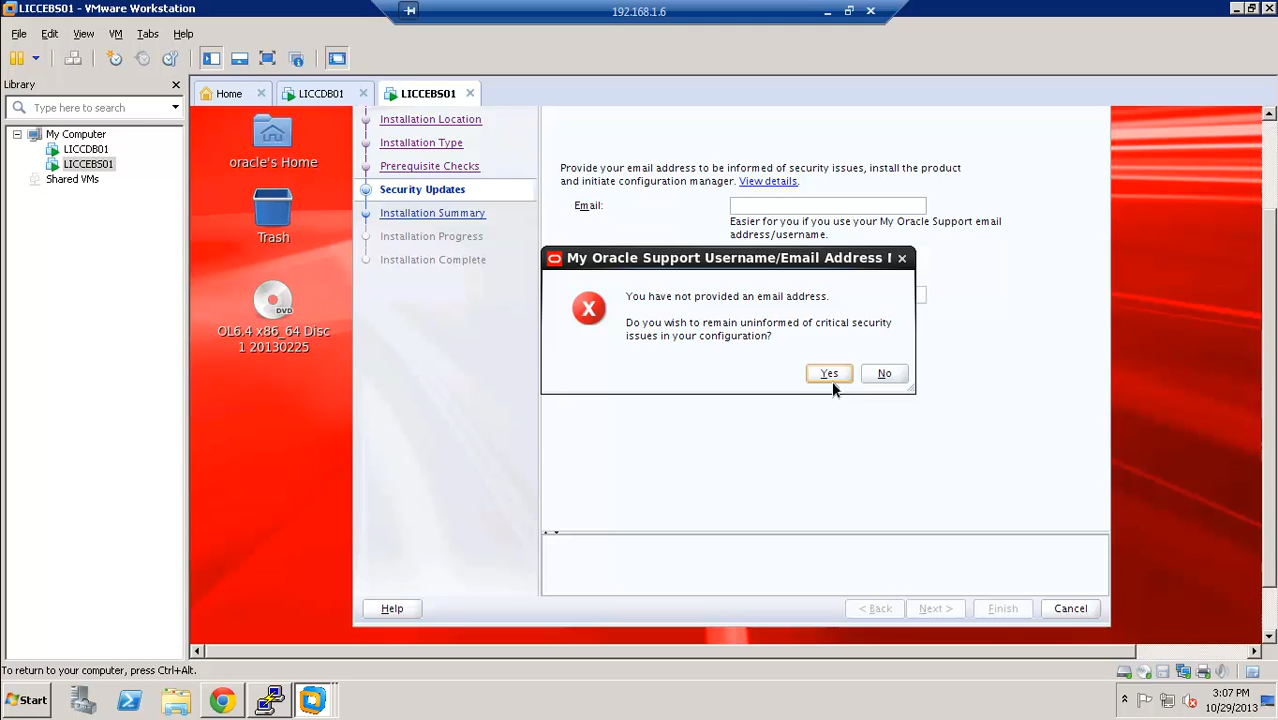 LICCEBS01 - VMware Workstation
192.168.1.6
File Edit View VM Tabs Help
Library
Type here to search
My Computer
LICCDB01
LICCEBS01
Shared VMs
Home
LICCDB01
LICCEBS01
oracle's Home
Trash
OL6.4 x86_64 Disc
1 20130225
Installation Location
Installation Type
Prerequisite Checks
Security Updates
Installation Summary
Installation Progress
Installation Complete
Provide your email address to be informed of security issues, install the product
and initiate configuration manager. View details.
Email:
Easier for you if you use your My Oracle Support email
address/username.
My Oracle Support Username/Email Address
You have not provided an email address.
Do you wish to remain uninformed of critical security
issues in your configuration?
Yes No
Help < Back Next > Finish Cancel
To return to your computer, press Ctrl+Alt.
Start
3:07 PM
10/29/2013